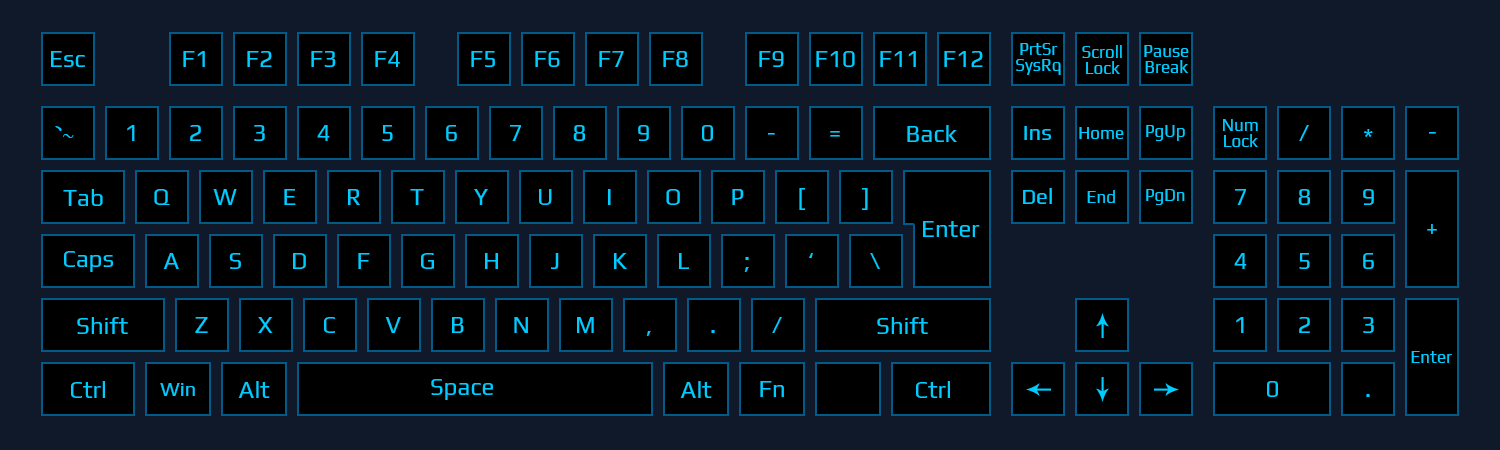 Esc F1 F2 F3 F4 F5 F6 F7 F8 F9 F10 F11 F12 PrtSr Scroll Pause
SysRq Lock Break
`~ 1 2 3 4 5 6 7 8 9 0 - = Back Ins Home PgUp Num / * -
Lock
Tab Q W E R T Y U I O P [ ] Enter Del End PgDn 7 8 9 +
Caps A S D F G H J K L ; ‘ \ 4 5 6
Shift Z X C V B N M , . / Shift ↑ 1 2 3 Enter
Ctrl Win Alt Space Alt Fn Ctrl ← ↓ → 0 .